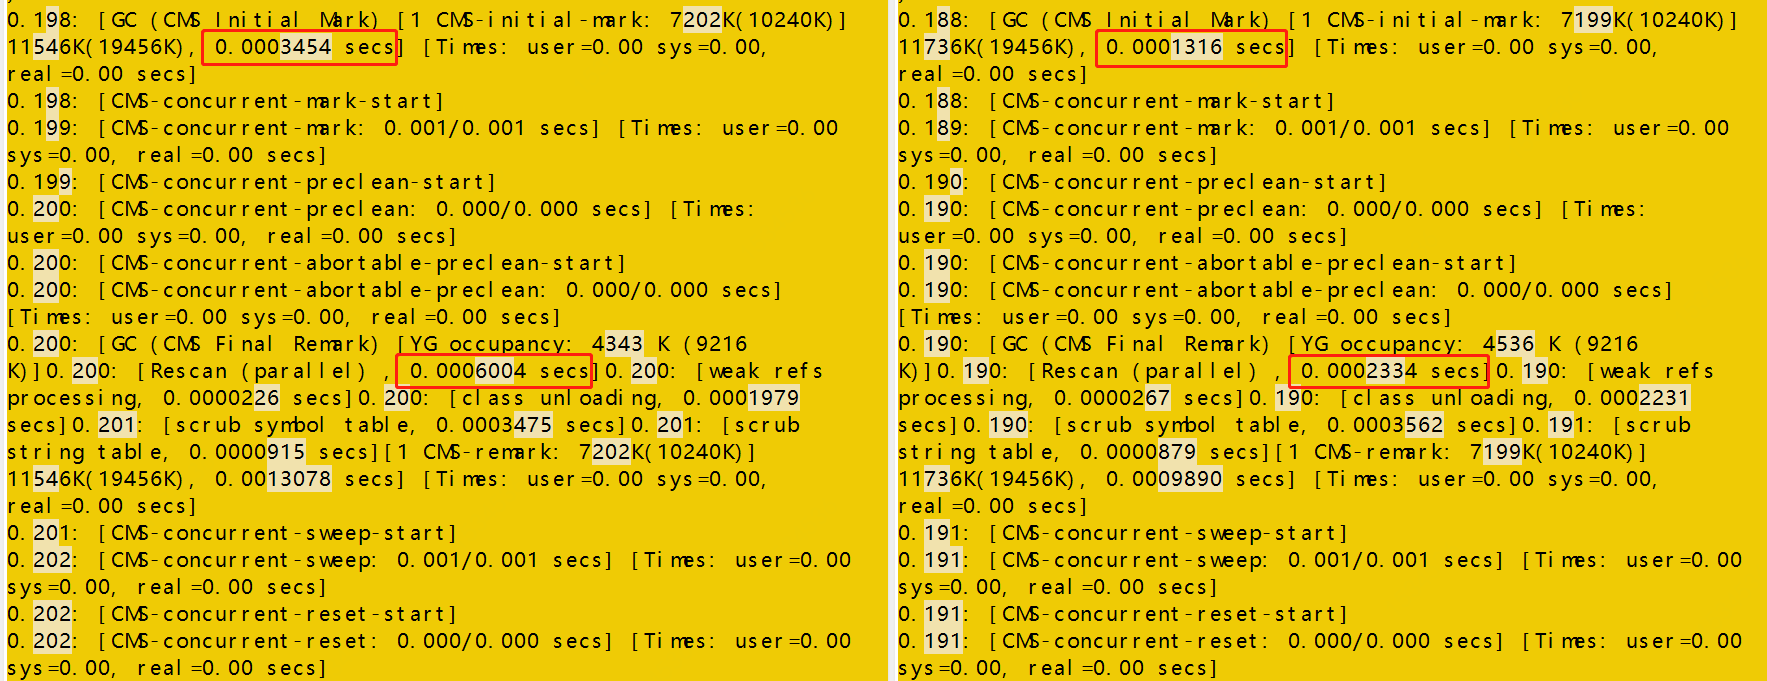 0.198: [GC (CMS Initial Mark) [1 CMS-initial-mark: 7202K(10240K)]
11546K(19456K), 0.0003454 secs] [Times: user=0.00 sys=0.00,
real=0.00 secs]
0.198: [CMS-concurrent-mark-start]
0.199: [CMS-concurrent-mark: 0.001/0.001 secs] [Times: user=0.00
sys=0.00, real=0.00 secs]
0.199: [CMS-concurrent-preclean-start]
0.200: [CMS-concurrent-preclean: 0.000/0.000 secs] [Times:
user=0.00 sys=0.00, real=0.00 secs]
0.200: [CMS-concurrent-abortable-preclean-start]
0.200: [CMS-concurrent-abortable-preclean: 0.000/0.000 secs]
[Times: user=0.00 sys=0.00, real=0.00 secs]
0.200: [GC (CMS Final Remark) [YG occupancy: 4343 K (9216
K)]0.200: [Rescan (parallel) , 0.0006004 secs]0.200: [weak refs
processing, 0.0000226 secs]0.200: [class unloading, 0.0001979
secs]0.201: [scrub symbol table, 0.0003475 secs]0.201: [scrub
string table, 0.0000915 secs][1 CMS-remark: 7202K(10240K)]
11546K(19456K), 0.0013078 secs] [Times: user=0.00 sys=0.00,
real=0.00 secs]
0.201: [CMS-concurrent-sweep-start]
0.202: [CMS-concurrent-sweep: 0.001/0.001 secs] [Times: user=0.00
sys=0.00, real=0.00 secs]
0.202: [CMS-concurrent-reset-start]
0.202: [CMS-concurrent-reset: 0.000/0.000 secs] [Times: user=0.00
sys=0.00, real=0.00 secs]
0.188: [GC (CMS Initial Mark) [1 CMS-initial-mark: 7199K(10240K)]
11736K(19456K), 0.0001316 secs] [Times: user=0.00 sys=0.00,
real=0.00 secs]
0.188: [CMS-concurrent-mark-start]
0.189: [CMS-concurrent-mark: 0.001/0.001 secs] [Times: user=0.00
sys=0.00, real=0.00 secs]
0.190: [CMS-concurrent-preclean-start]
0.190: [CMS-concurrent-preclean: 0.000/0.000 secs] [Times:
user=0.00 sys=0.00, real=0.00 secs]
0.190: [CMS-concurrent-abortable-preclean-start]
0.190: [CMS-concurrent-abortable-preclean: 0.000/0.000 secs]
[Times: user=0.00 sys=0.00, real=0.00 secs]
0.190: [GC (CMS Final Remark) [YG occupancy: 4536 K (9216
K)]0.190: [Rescan (parallel) , 0.0002334 secs]0.190: [weak refs
processing, 0.0000267 secs]0.190: [class unloading, 0.0002231
secs]0.190: [scrub symbol table, 0.0003562 secs]0.191: [scrub
string table, 0.0000879 secs][1 CMS-remark: 7199K(10240K)]
11736K(19456K), 0.0009890 secs] [Times: user=0.00 sys=0.00,
real=0.00 secs]
0.191: [CMS-concurrent-sweep-start]
0.191: [CMS-concurrent-sweep: 0.001/0.001 secs] [Times: user=0.00
sys=0.00, real=0.00 secs]
0.191: [CMS-concurrent-reset-start]
0.191: [CMS-concurrent-reset: 0.000/0.000 secs] [Times: user=0.00
sys=0.00, real=0.00 secs]